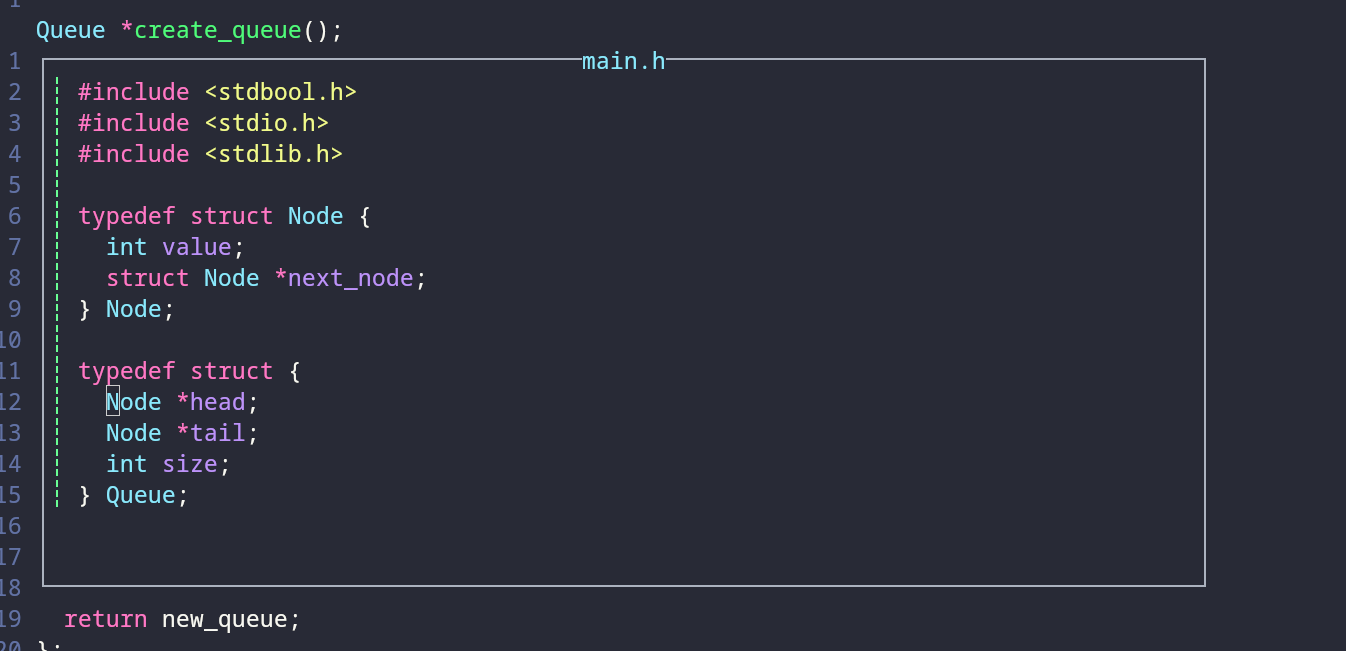 1
Queue *create_queue();
1 main.h
2 #include <stdbool.h>
3 #include <stdio.h>
4 #include <stdlib.h>
5
6 typedef struct Node {
7 int value;
8 struct Node *next_node;
9 } Node;
10
11 typedef struct {
12 Node *head;
13 Node *tail;
14 int size;
15 } Queue;
16
17
18
19 return new_queue;
20 };